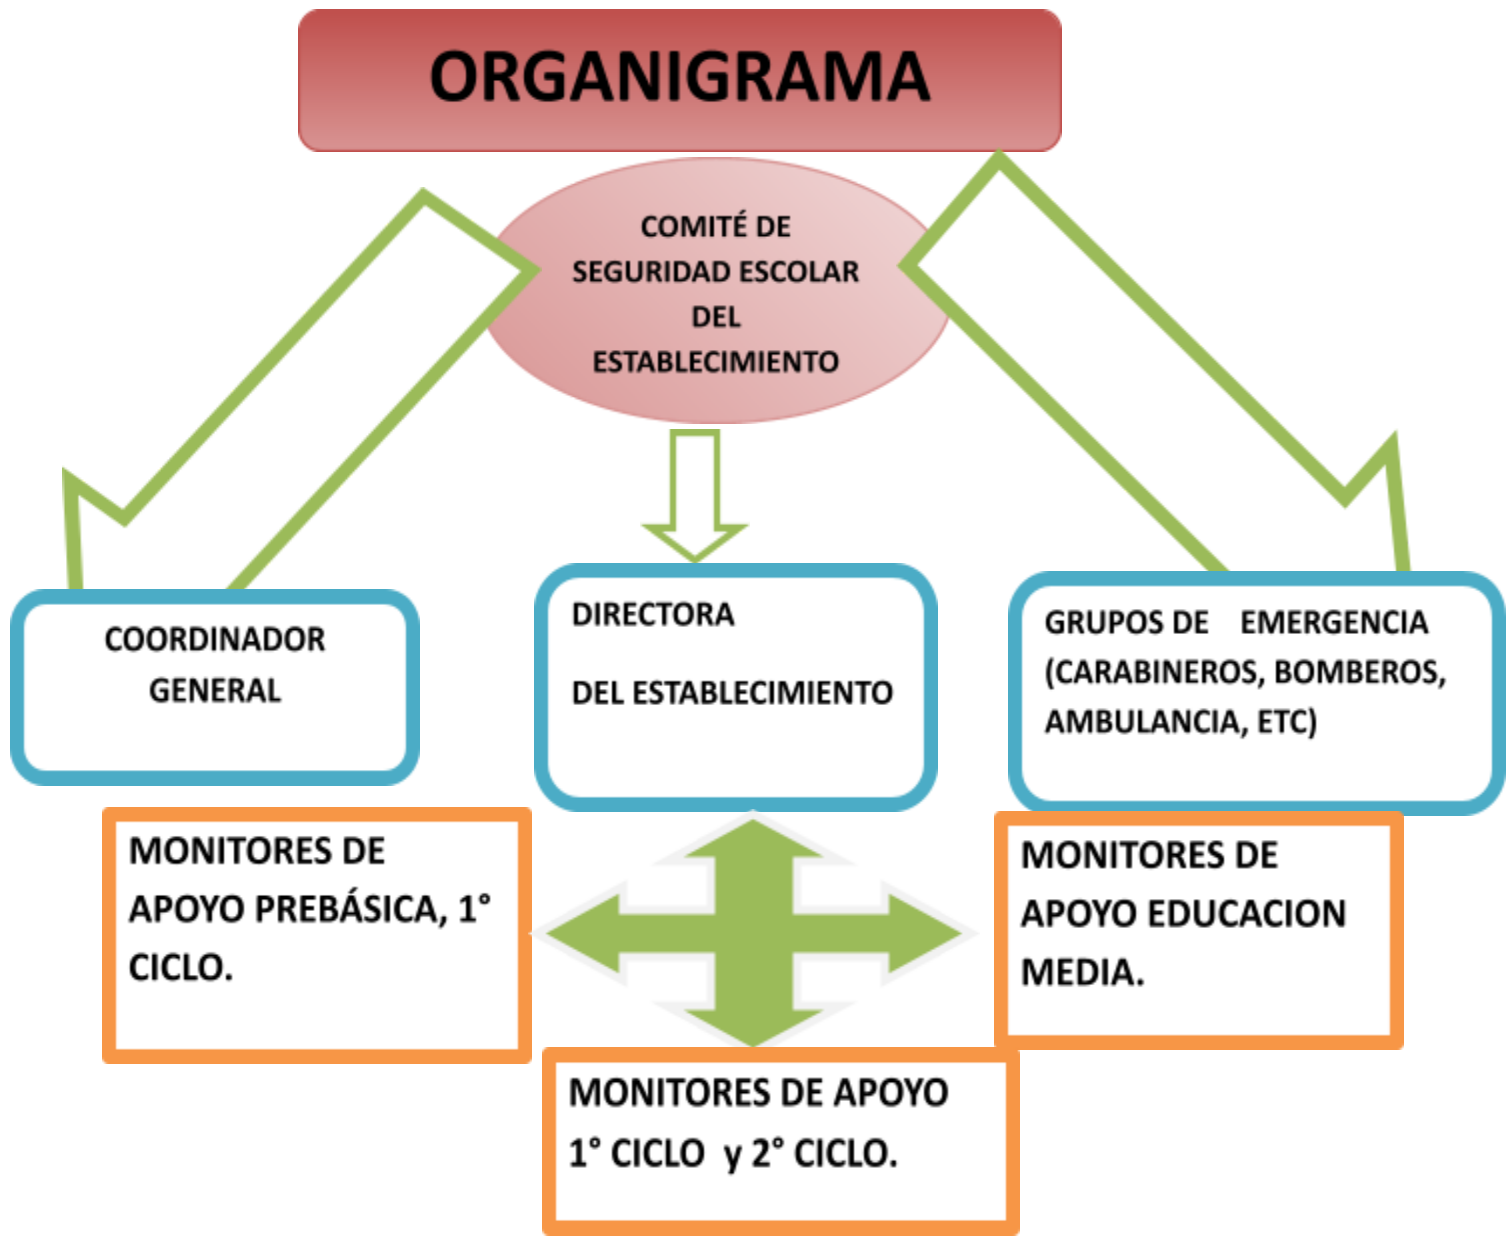 ORGANIGRAMA
COMITÉ DE
SEGURIDAD ESCOLAR
DEL
ESTABLECIMIENTO
COORDINADOR
GENERAL
DIRECTORA
DEL ESTABLECIMIENTO
GRUPOS DE EMERGENCIA
(CARABINEROS, BOMBEROS,
AMBULANCIA, ETC)
MONITORES DE
APOYO PREBÁSICA, 1°
CICLO.
MONITORES DE
APOYO EDUCACION
MEDIA.
MONITORES DE APOYO
1° CICLO y 2° CICLO.